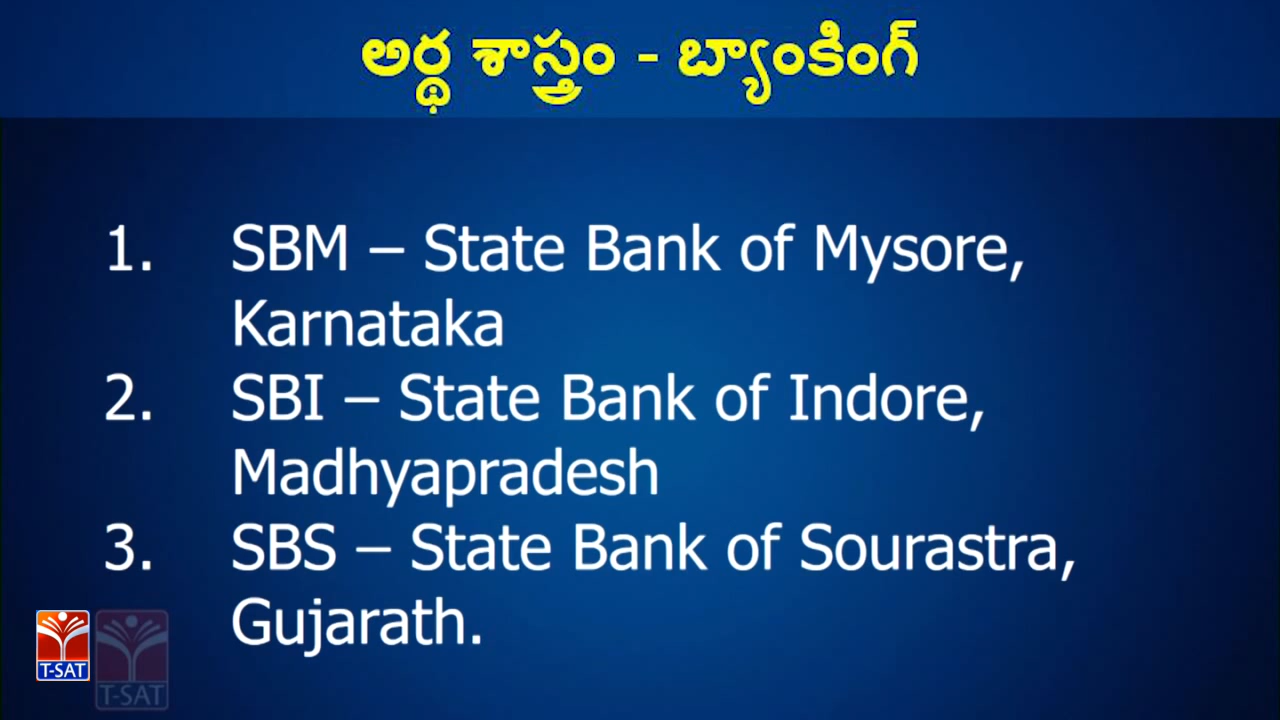 అర్థ శాస్త్రం - బ్యాంకింగ్
1. SBM – State Bank of Mysore,
Karnataka
2. SBI – State Bank of Indore,
Madhyapradesh
3. SBS – State Bank of Sourastra,
Gujarath.
T-SAT
T-SAT